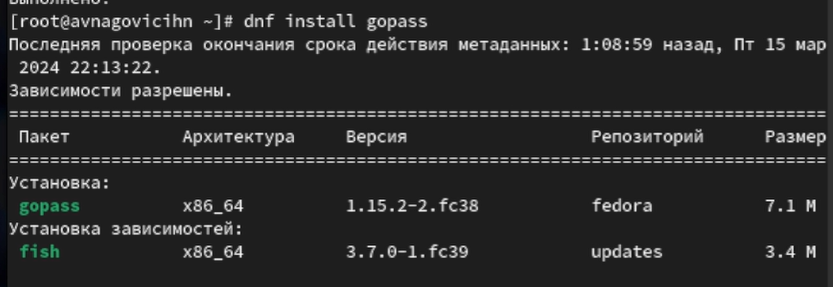 Выполнено.
[root@avnagovicihn ~]# dnf install gopass
Последняя проверка окончания срока действия метаданных: 1:08:59 назад, Пт 15 мар
 2024 22:13:22.
Зависимости разрешены.
================================================================================
 Пакет Архитектура Версия Репозиторий Размер
================================================================================
Установка:
 gopass x86_64 1.15.2-2.fc38 fedora 7.1 M
Установка зависимостей:
 fish x86_64 3.7.0-1.fc39 updates 3.4 M